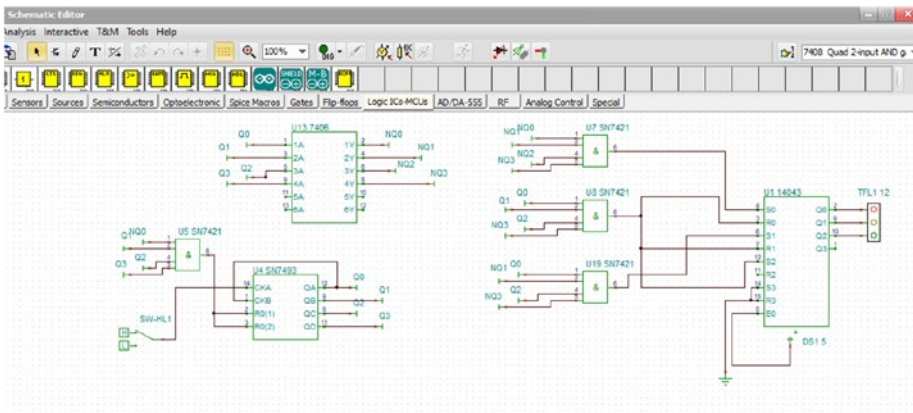 Schematic Editor
Analysis Interactive T&M Tools Help
100%
7408 Quad 2-input AND g
Sensors Sources Semiconductors Optoelectronic Spice Macros Gates Flip-flops Logic ICs-MCUs AD/DA-555 RF Analog Control Special
U13 7406
Q0 1A 1Y NQ0
Q1 2A 2Y NQ1
Q2 3A 3Y NQ2
Q3 4A 4Y NQ3
5A 5Y
6A 6Y
U5 SN7421
NQ0
Q1
Q2
Q3
&
U4 SN7493
CKA QA Q0
CKB QB Q1
R0(1) QC Q2
R0(2) QD Q3
SW-HL1
H
L
U7 SN7421
NQ0
NQ1
NQ2
NQ3
&
U8 SN7421
Q0
Q1
Q2
NQ3
&
U19 SN7421
Q0
NQ1
Q2
NQ3
&
U1 14043
S0 Q0
R0 Q1
S1 Q2
R1 Q3
S2
R2
S3
R3
E0
TFL1 12
DS1 5